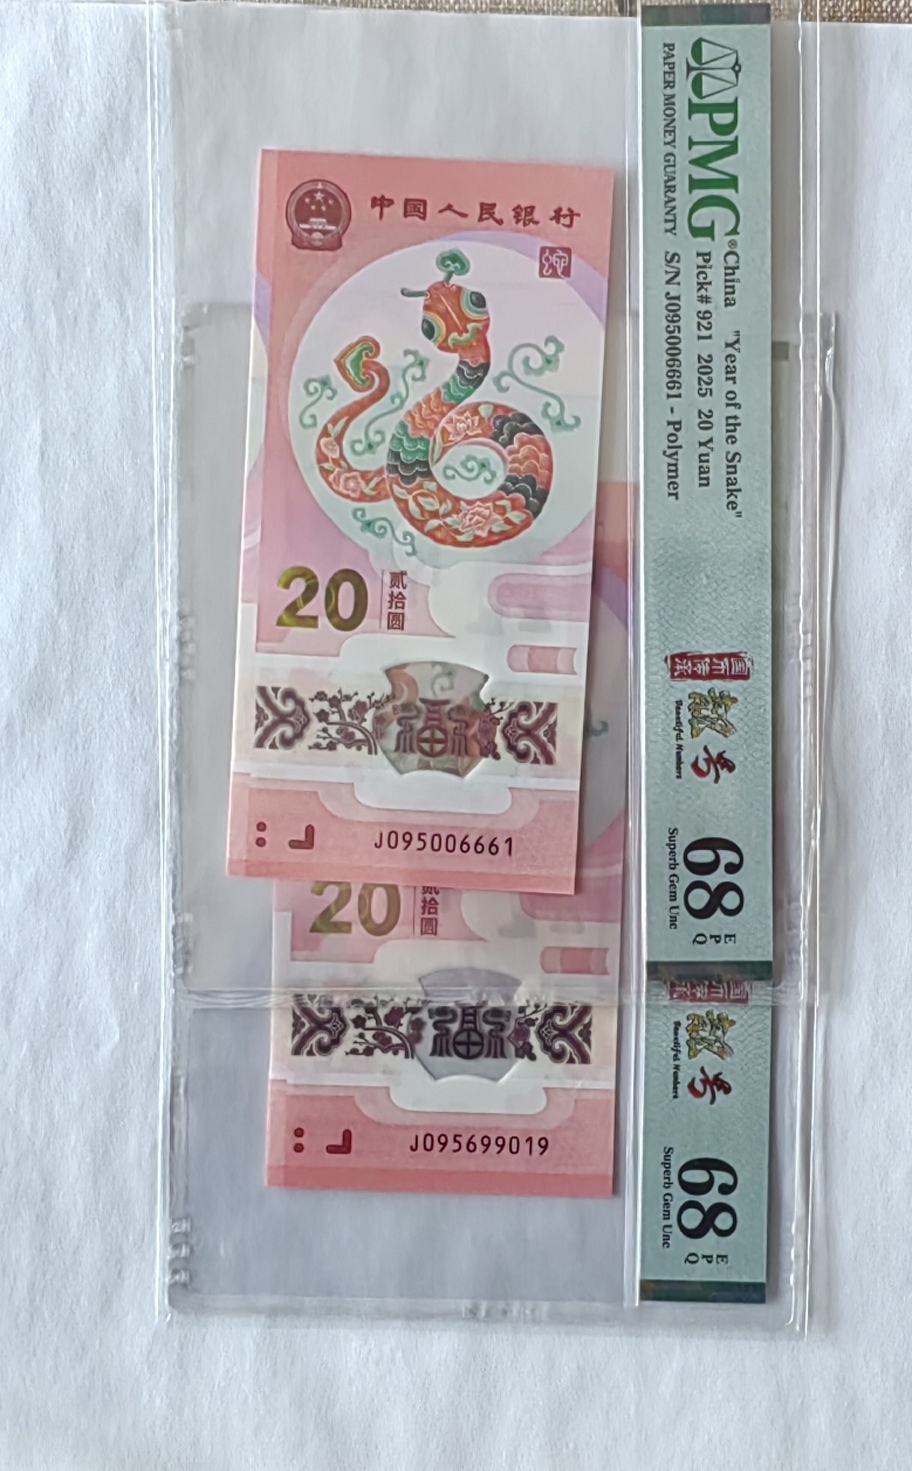 中国人民银行
20
贰拾圆
福
J095006661
PMG®
PAPER MONEY GUARANTY
China "Year of the Snake"
Pick# 921 2025 20 Yuan
S/N J095006661 - Polymer
Beautiful Numbers
号
68 EPQ
Superb Gem Unc
20
贰拾圆
福
J095699019
Beautiful Numbers
号
68 EPQ
Superb Gem Unc